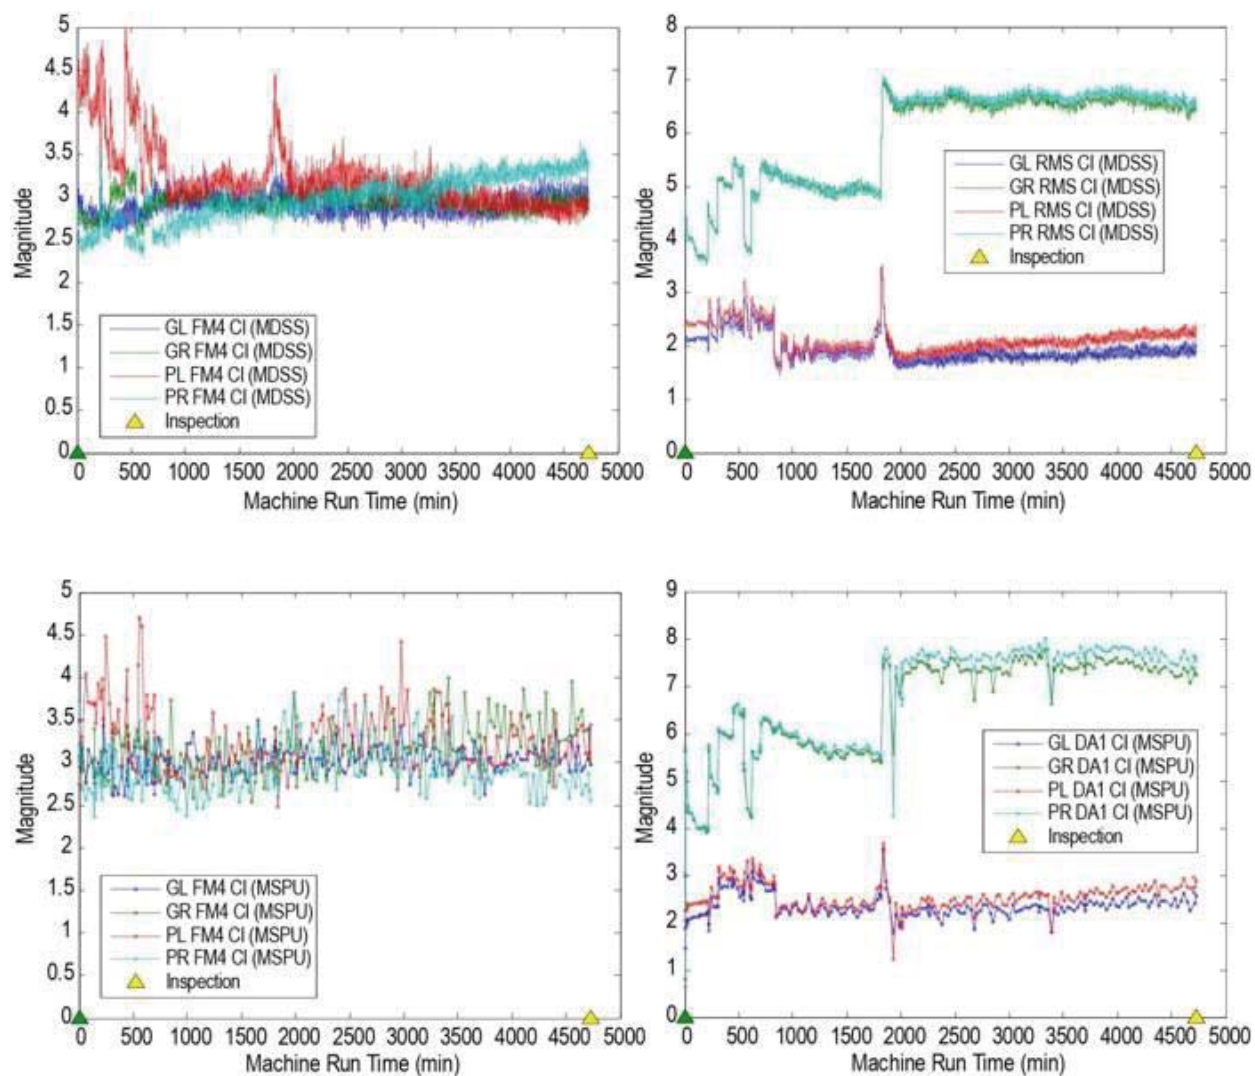 5
4.5
4
3.5
3
2.5
2
1.5
1
0.5
0
Magnitude
GL FM4 CI (MDSS)
GR FM4 CI (MDSS)
PL FM4 CI (MDSS)
PR FM4 CI (MDSS)
Inspection
0 500 1000 1500 2000 2500 3000 3500 4000 4500 5000
Machine Run Time (min)
8
7
6
5
4
3
2
1
0
Magnitude
GL RMS CI (MDSS)
GR RMS CI (MDSS)
PL RMS CI (MDSS)
PR RMS CI (MDSS)
Inspection
0 500 1000 1500 2000 2500 3000 3500 4000 4500 5000
Machine Run Time (min)
5
4.5
4
3.5
3
2.5
2
1.5
1
0.5
0
Magnitude
GL FM4 CI (MSPU)
GR FM4 CI (MSPU)
PL FM4 CI (MSPU)
PR FM4 CI (MSPU)
Inspection
0 500 1000 1500 2000 2500 3000 3500 4000 4500 5000
Machine Run Time (min)
9
8
7
6
5
4
3
2
1
0
Magnitude
GL DA1 CI (MSPU)
GR DA1 CI (MSPU)
PL DA1 CI (MSPU)
PR DA1 CI (MSPU)
Inspection
0 500 1000 1500 2000 2500 3000 3500 4000 4500 5000
Machine Run Time (min)